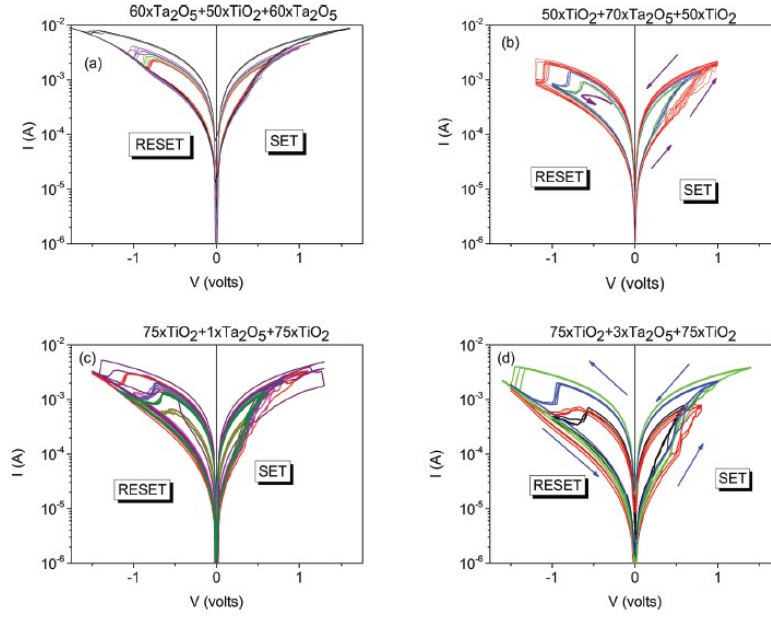 60xTa₂O₅+50xTiO₂+60xTa₂O₅
10⁻²
(a)
10⁻³
10⁻⁴
RESET
SET
10⁻⁵
10⁻⁶
I (A)
-1
0
1
V (volts)
50xTiO₂+70xTa₂O₅+50xTiO₂
10⁻²
(b)
10⁻³
10⁻⁴
RESET
SET
10⁻⁵
10⁻⁶
I (A)
-1
0
1
V (volts)
75xTiO₂+1xTa₂O₅+75xTiO₂
10⁻²
(c)
10⁻³
10⁻⁴
RESET
SET
10⁻⁵
10⁻⁶
I (A)
-1
0
1
V (volts)
75xTiO₂+3xTa₂O₅+75xTiO₂
10⁻²
(d)
10⁻³
10⁻⁴
RESET
SET
10⁻⁵
10⁻⁶
I (A)
-1
0
1
V (volts)